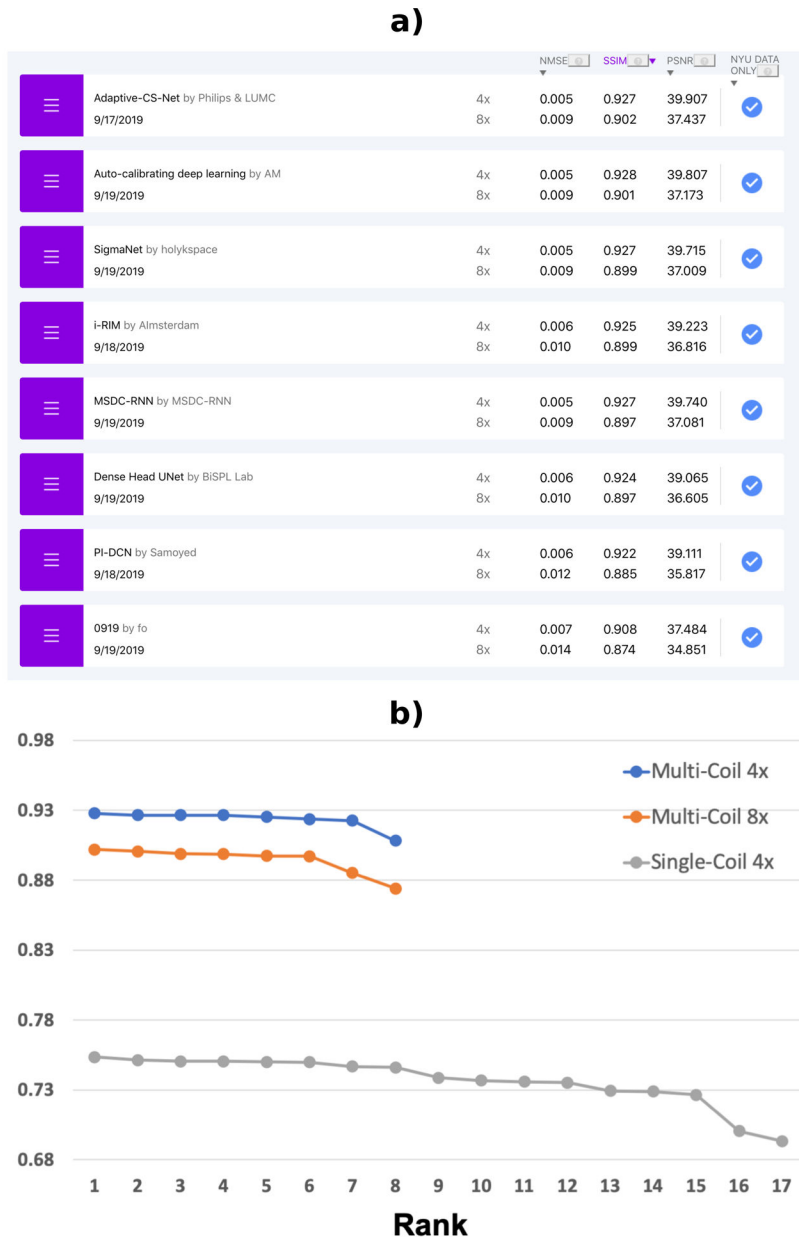 a)
NMSE SSIM PSNR NYU DATA
ONLY
Adaptive-CS-Net by Philips & LUMC 4x 0.005 0.927 39.907
9/17/2019 8x 0.009 0.902 37.437
Auto-calibrating deep learning by AM 4x 0.005 0.928 39.807
9/19/2019 8x 0.009 0.901 37.173
SigmaNet by holykspace 4x 0.005 0.927 39.715
9/19/2019 8x 0.009 0.899 37.009
i-RIM by AImsterdam 4x 0.006 0.925 39.223
9/18/2019 8x 0.010 0.899 36.816
MSDC-RNN by MSDC-RNN 4x 0.005 0.927 39.740
9/19/2019 8x 0.009 0.897 37.081
Dense Head UNet by BiSPL Lab 4x 0.006 0.924 39.065
9/19/2019 8x 0.010 0.897 36.605
PI-DCN by Samoyed 4x 0.006 0.922 39.111
9/18/2019 8x 0.012 0.885 35.817
0919 by fo 4x 0.007 0.908 37.484
9/19/2019 8x 0.014 0.874 34.851
b)
0.98
0.93
0.88
0.83
0.78
0.73
0.68
Multi-Coil 4x
Multi-Coil 8x
Single-Coil 4x
1 2 3 4 5 6 7 8 9 10 11 12 13 14 15 16 17
Rank